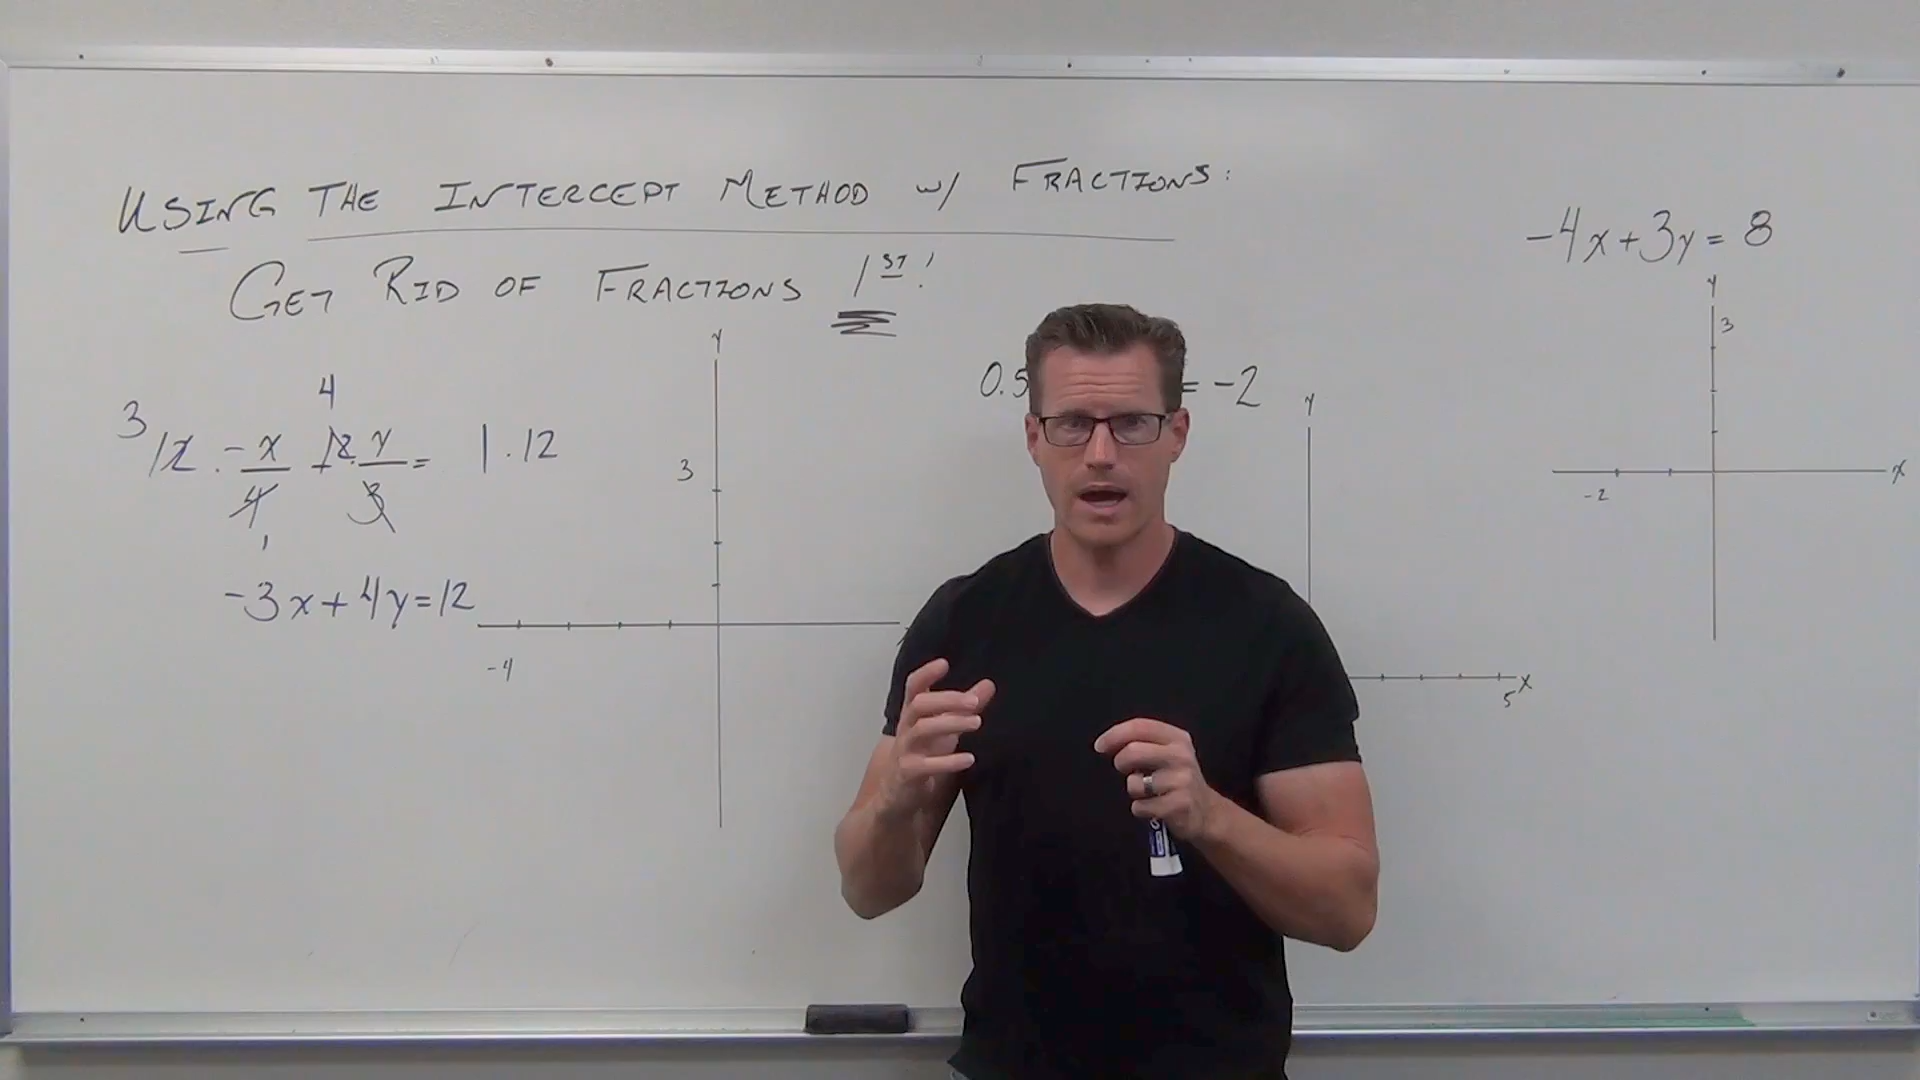 USING THE INTERCEPT METHOD w/ FRACTIONS:
GET RID OF FRACTIONS 1ST!
3 12 · -x/4 + 4 12 · y/3 = 1 · 12
1
-3x+4y=12
Y
3
-4
0.5
= -2
Y
5 X
-4x+3y=8
Y
3
-2
X